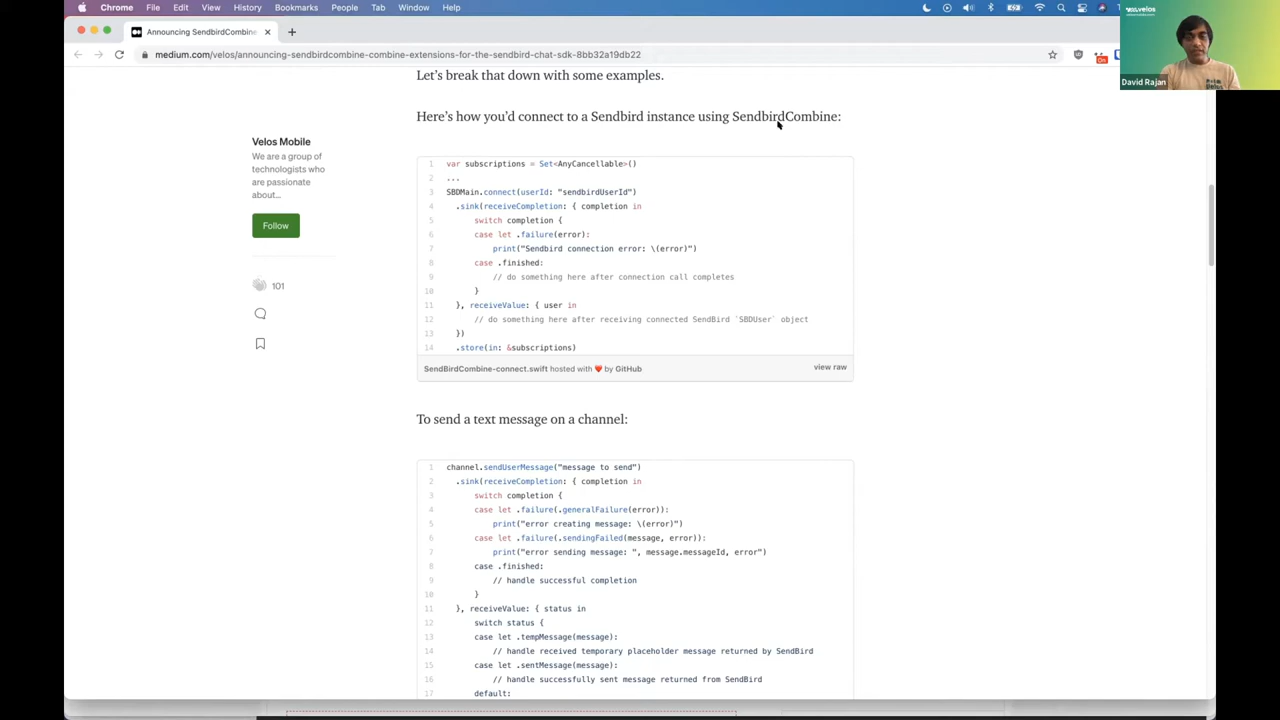 Chrome File Edit View History Bookmarks People Tab Window Help
Announcing SendbirdCombine
medium.com/velos/announcing-sendbirdcombine-combine-extensions-for-the-sendbird-chat-sdk-8bb32a19db22
On
velos
David Rajan
Let's break that down with some examples.
Here's how you'd connect to a Sendbird instance using SendbirdCombine:
Velos Mobile
We are a group of
technologists who
are passionate
about…
Follow
101
1 var subscriptions = Set<AnyCancellable>()
2 ...
3 SBDMain.connect(userId: "sendbirdUserId")
4 .sink(receiveCompletion: { completion in
5 switch completion {
6 case let .failure(error):
7 print("Sendbird connection error: \(error)")
8 case .finished:
9 // do something here after connection call completes
10 }
11 }, receiveValue: { user in
12 // do something here after receiving connected SendBird `SBDUser` object
13 })
14 .store(in: &subscriptions)
SendBirdCombine-connect.swift hosted with ❤ by GitHub view raw
To send a text message on a channel:
1 channel.sendUserMessage("message to send")
2 .sink(receiveCompletion: { completion in
3 switch completion {
4 case let .failure(.generalFailure(error)):
5 print("error creating message: \(error)")
6 case let .failure(.sendingFailed(message, error)):
7 print("error sending message: ", message.messageId, error")
8 case .finished:
9 // handle successful completion
10 }
11 }, receiveValue: { status in
12 switch status {
13 case let .tempMessage(message):
14 // handle received temporary placeholder message returned by SendBird
15 case let .sentMessage(message):
16 // handle successfully sent message returned from SendBird
17 default: